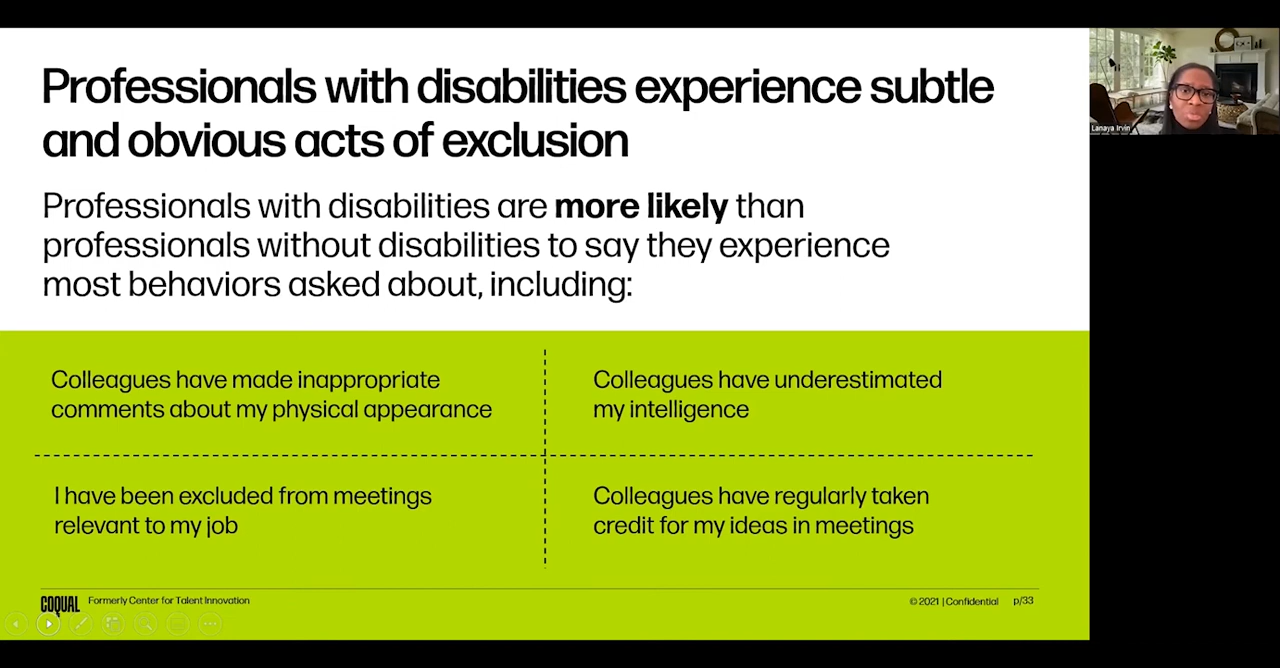 Professionals with disabilities experience subtle
and obvious acts of exclusion
Professionals with disabilities are more likely than
professionals without disabilities to say they experience
most behaviors asked about, including:
Colleagues have made inappropriate
comments about my physical appearance
Colleagues have underestimated
my intelligence
I have been excluded from meetings
relevant to my job
Colleagues have regularly taken
credit for my ideas in meetings
COQUAL Formerly Center for Talent Innovation
© 2021 | Confidential p/33
Lanaya Irvin